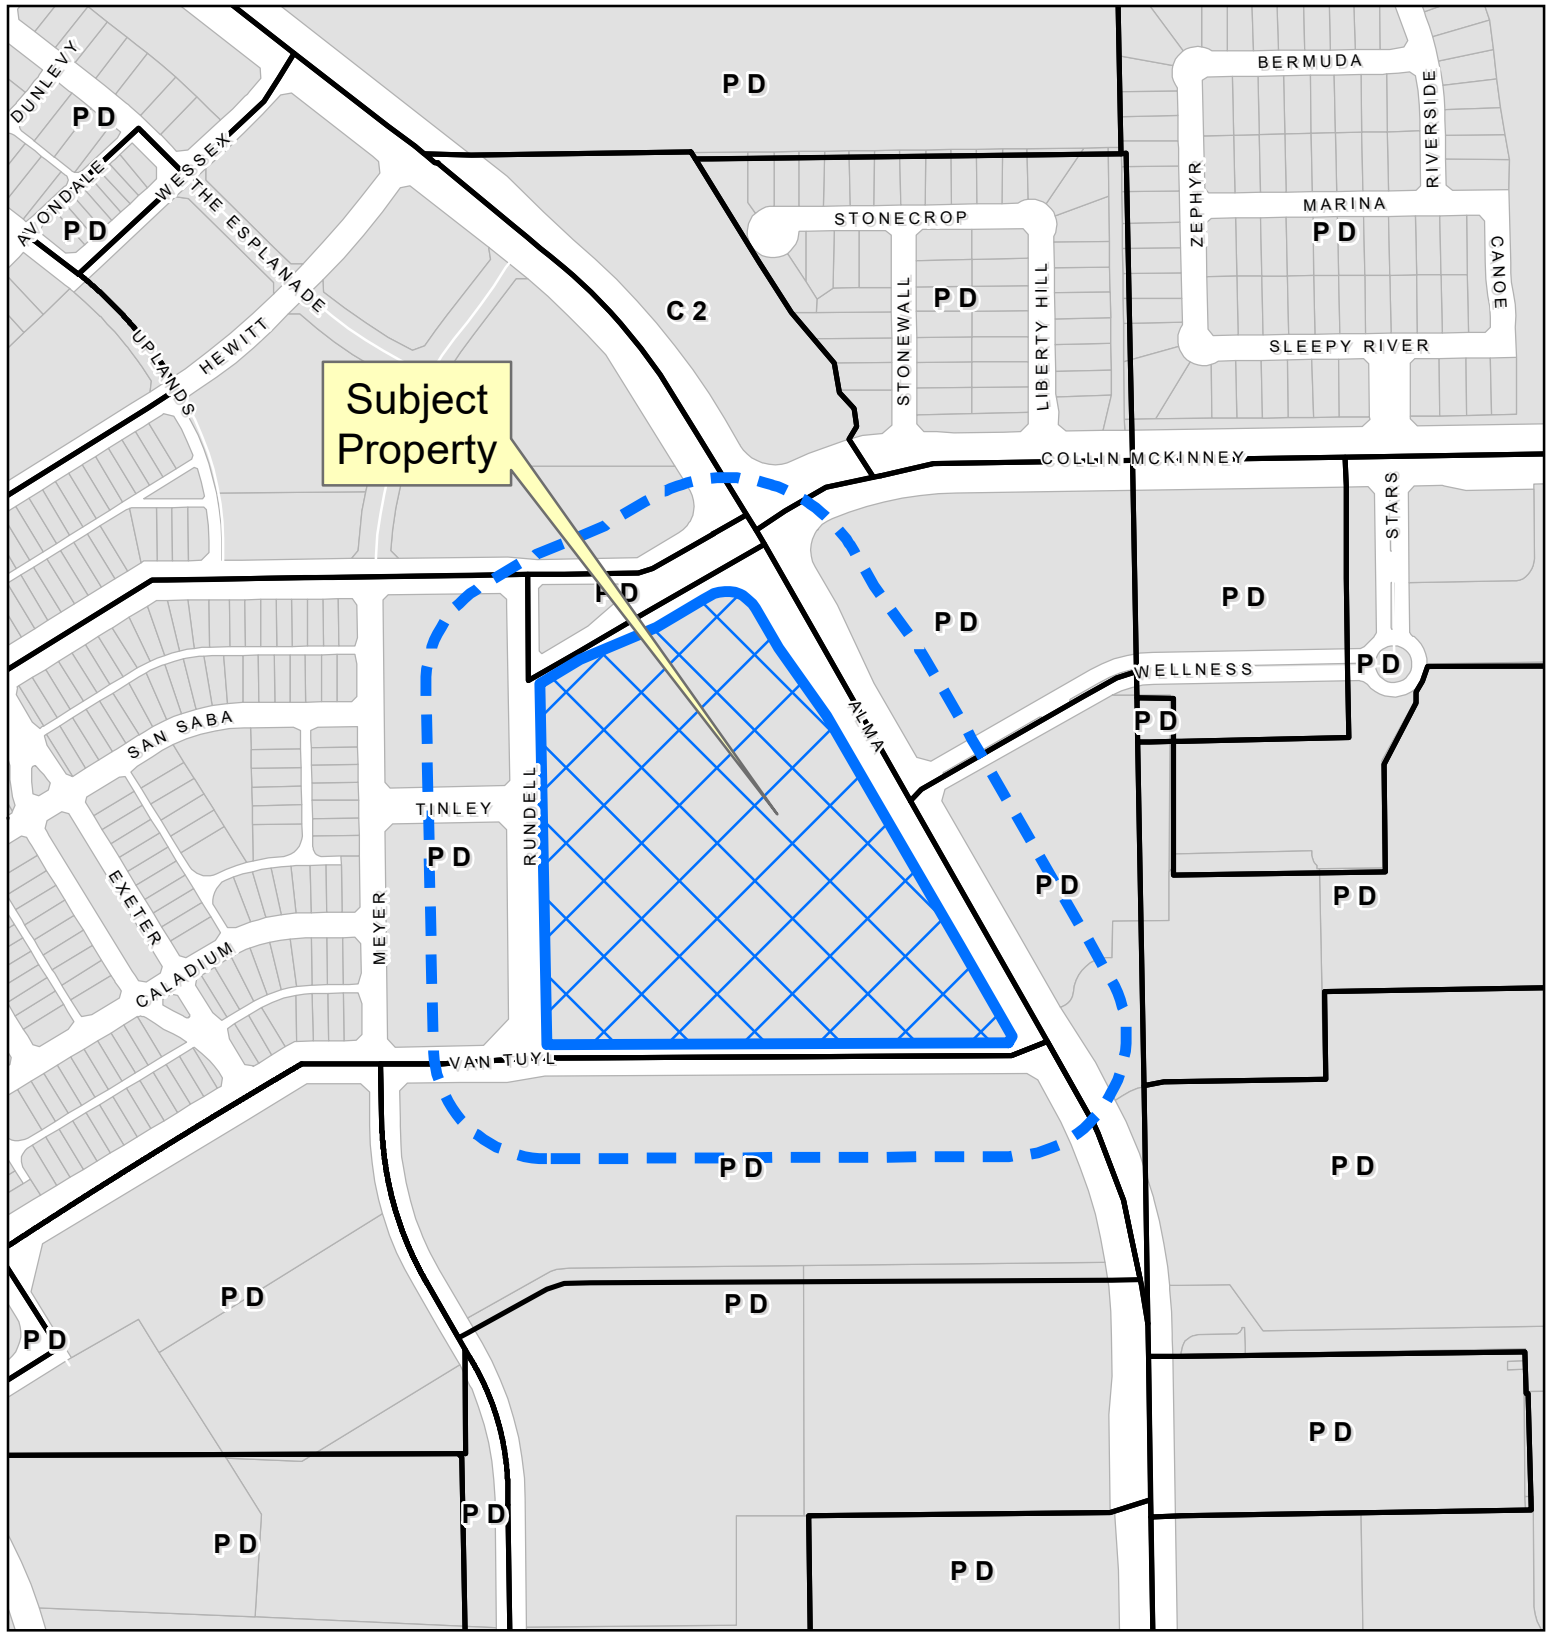 BERMUDA
DUNLEVY
P D
P D
RIVERSIDE
WESSEX
AVONDALE
ZEPHYR
MARINA
STONECROP
P D
P D
THE ESPLANADE
CANOE
P D
C 2
STONEWALL
LIBERTY HILL
HEWITT
SLEEPY RIVER
UPLANDS
Subject
Property
COLLIN MCKINNEY
STARS
P D
P D
P D
WELLNESS
P D
SAN SABA
ALMA
P D
TINLEY
RUNDELL
P D
P D
P D
EXETER
MEYER
CALADIUM
VAN TUYL
P D
P D
P D
P D
P D
P D
P D
P D
P D